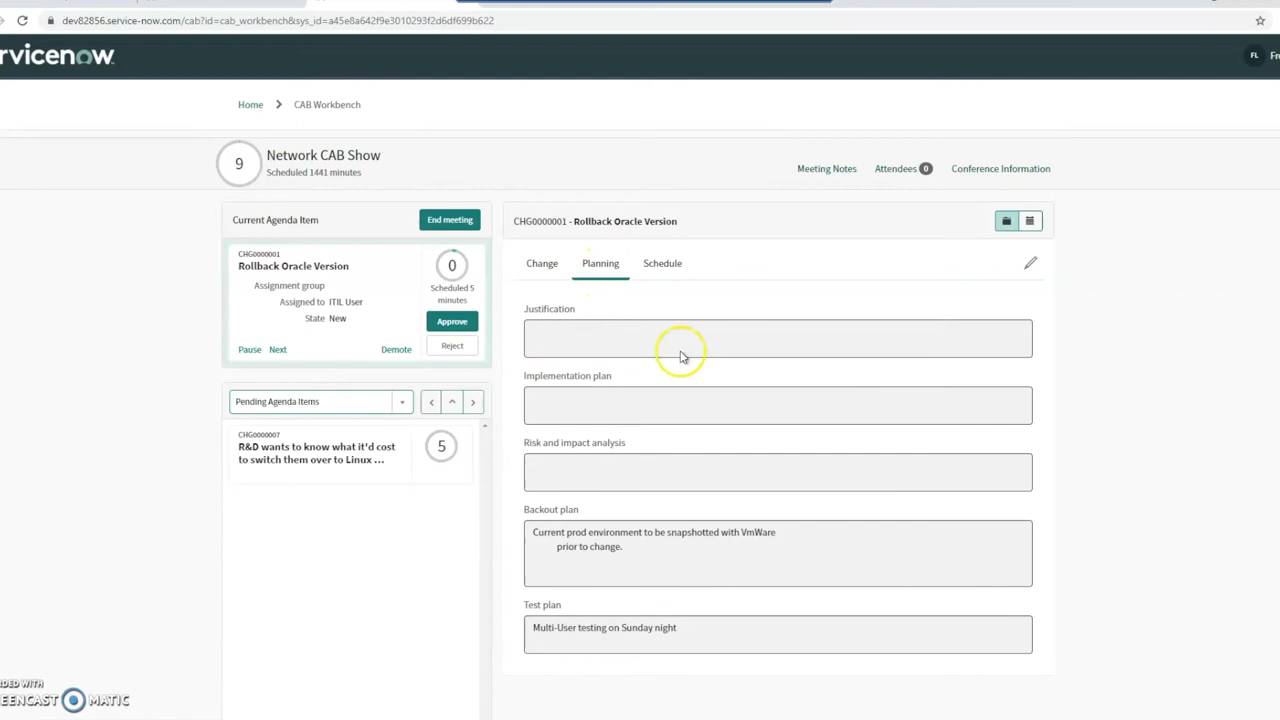 dev82856.service-now.com/cab?id=cab_workbench&sys_id=a45e8a642f9e3010293f2d6df699b622
rvicenow
FL Fr
Home > CAB Workbench
9
Network CAB Show
Scheduled 1441 minutes
Meeting Notes
Attendees 0
Conference Information
Current Agenda Item
End meeting
CHG0000001
Rollback Oracle Version
Assignment group
Assigned to ITIL User
State New
0
Scheduled 5
minutes
Approve
Reject
Pause Next Demote
Pending Agenda Items
CHG0000007
R&D wants to know what it'd cost
to switch them over to Linux ...
5
CHG0000001 - Rollback Oracle Version
Change Planning Schedule
Justification
Implementation plan
Risk and impact analysis
Backout plan
Current prod environment to be snapshotted with VmWare
prior to change.
Test plan
Multi-User testing on Sunday night
RDED WITH
EENCAST MATIC